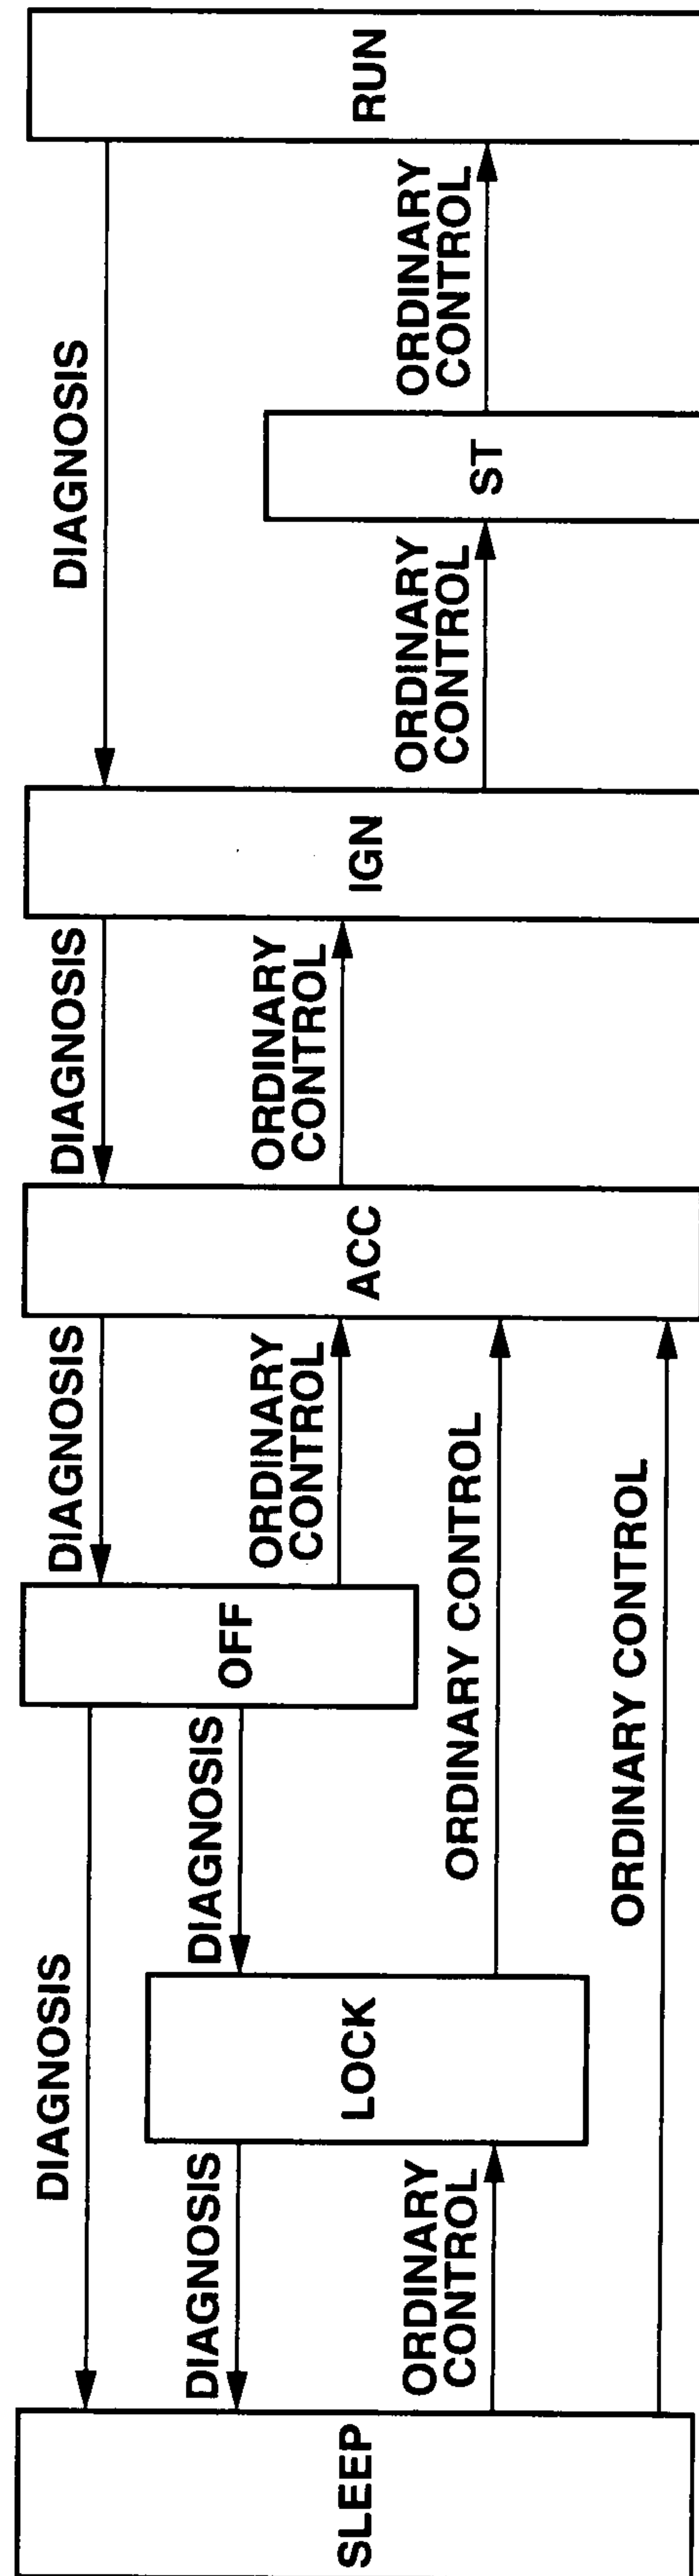 DIAGNOSIS
DIAGNOSIS
DIAGNOSIS
DIAGNOSIS
DIAGNOSIS
DIAGNOSIS
SLEEP
LOCK
OFF
ACC
IGN
ST
RUN
ORDINARY
CONTROL
ORDINARY
CONTROL
ORDINARY
CONTROL
ORDINARY
CONTROL
ORDINARY
CONTROL
ORDINARY CONTROL
ORDINARY CONTROL